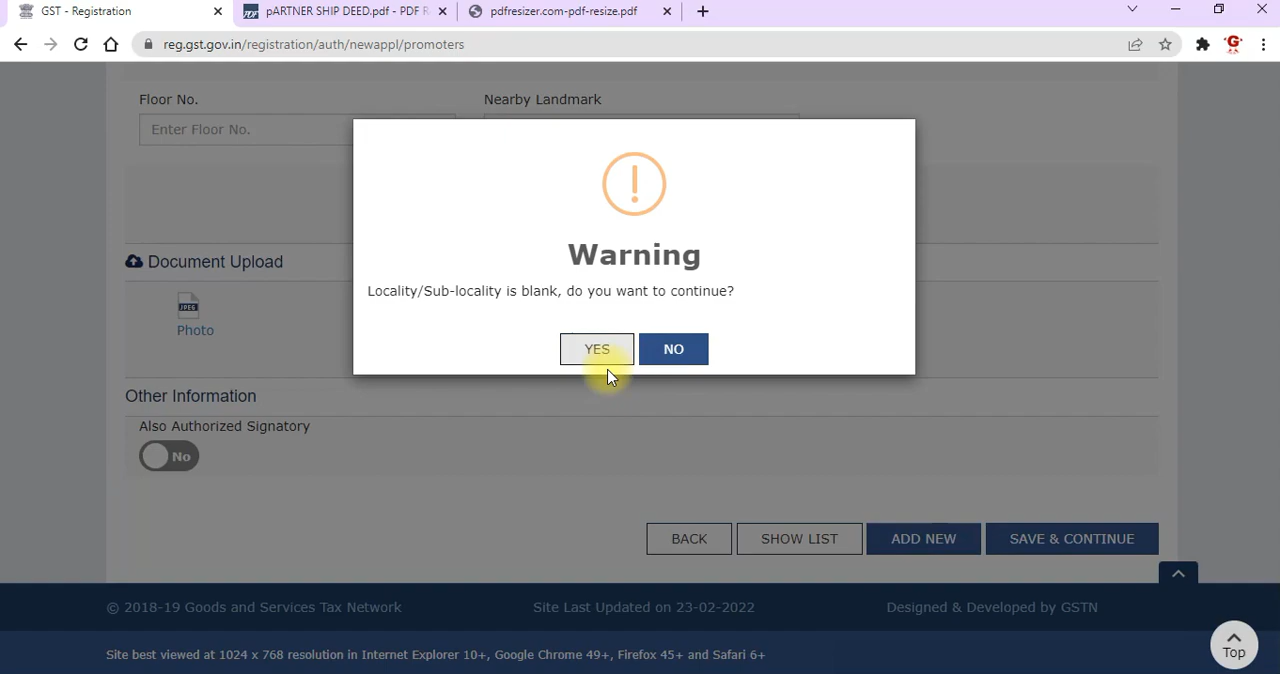 GST - Registration
pARTNER SHIP DEED.pdf - PDF R
pdfresizer.com-pdf-resize.pdf
reg.gst.gov.in/registration/auth/newappl/promoters
G
Floor No.
Nearby Landmark
Enter Floor No.
Warning
Locality/Sub-locality is blank, do you want to continue?
YES
NO
Document Upload
JPEG
Photo
Other Information
Also Authorized Signatory
No
BACK
SHOW LIST
ADD NEW
SAVE & CONTINUE
© 2018-19 Goods and Services Tax Network
Site Last Updated on 23-02-2022
Designed & Developed by GSTN
Site best viewed at 1024 x 768 resolution in Internet Explorer 10+, Google Chrome 49+, Firefox 45+ and Safari 6+
Top